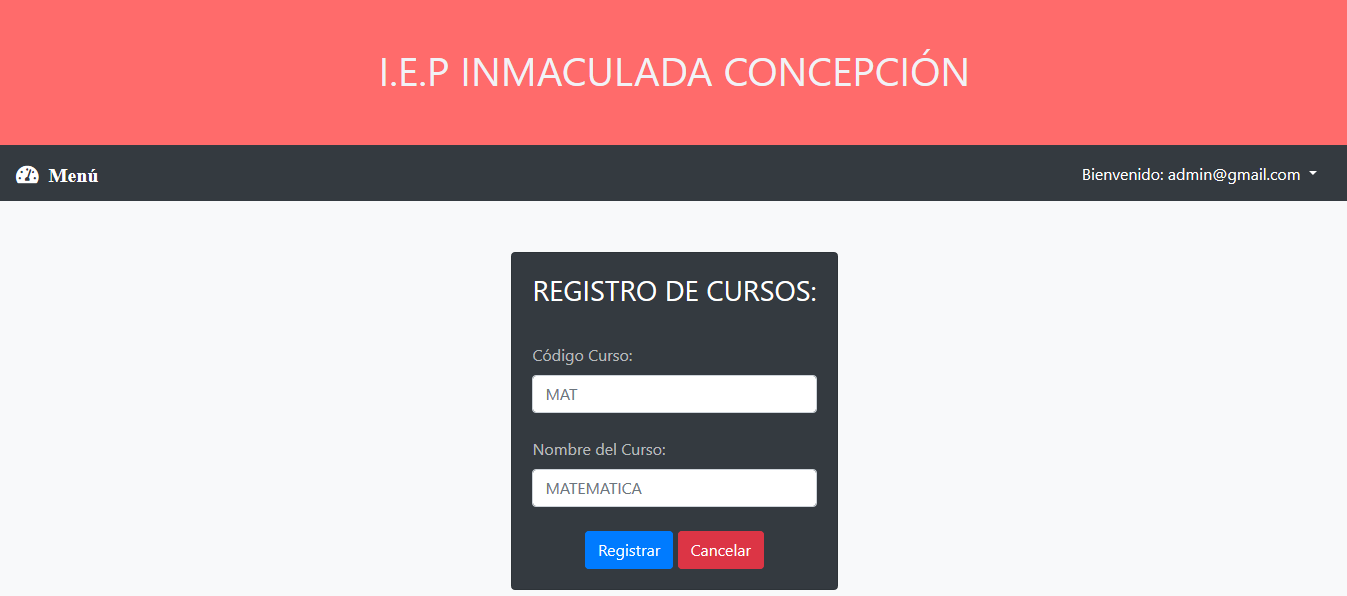 I.E.P INMACULADA CONCEPCIÓN
Menú
Bienvenido: admin@gmail.com
REGISTRO DE CURSOS:
Código Curso:
MAT
Nombre del Curso:
MATEMATICA
Registrar Cancelar